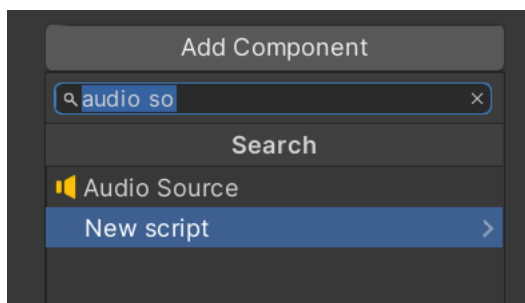 Add Component
audio so
Search
Audio Source
New script